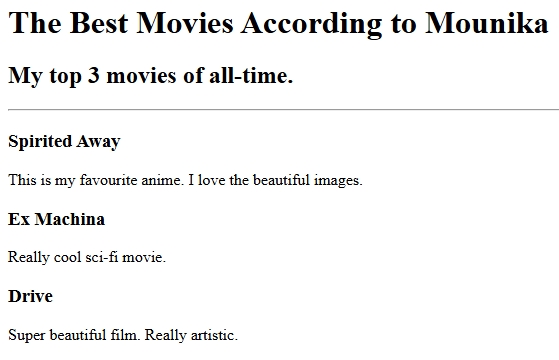 The Best Movies According to Mounika
My top 3 movies of all-time.
Spirited Away
This is my favourite anime. I love the beautiful images.
Ex Machina
Really cool sci-fi movie.
Drive
Super beautiful film. Really artistic.